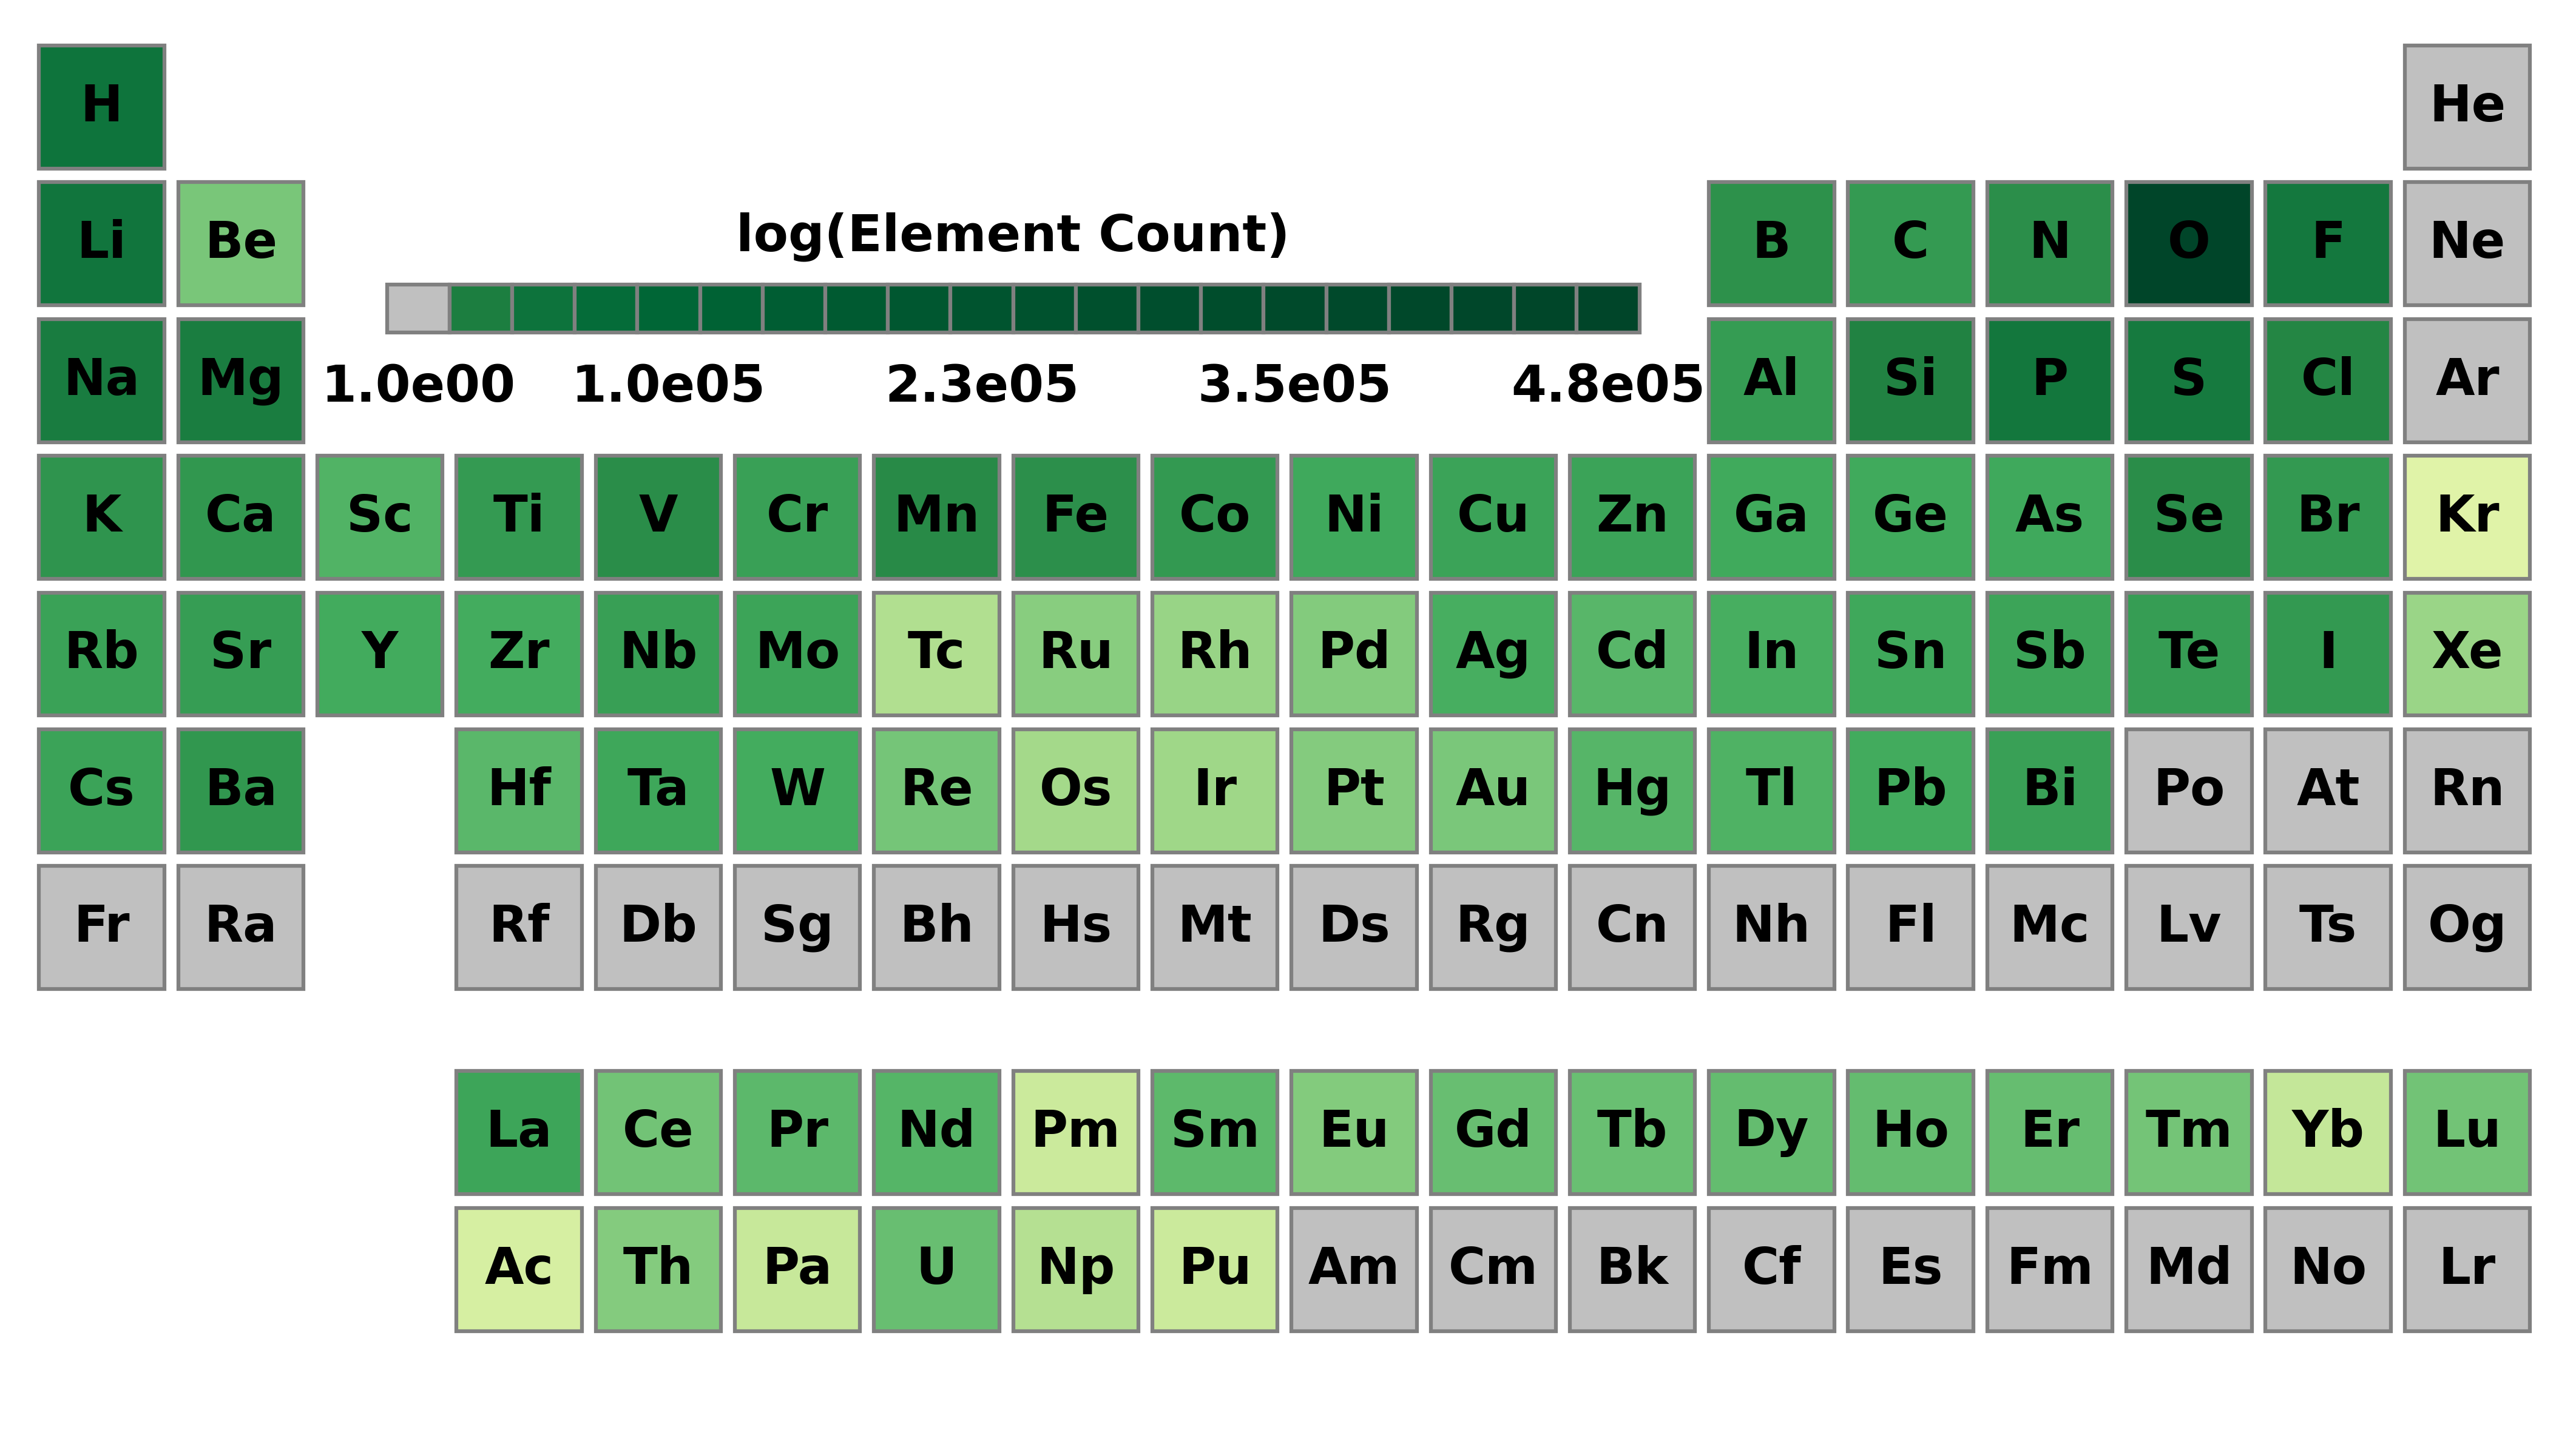 H He
Li Be B C N O F Ne
log(Element Count)
Na Mg Al Si P S Cl Ar
1.0e00 1.0e05 2.3e05 3.5e05 4.8e05
K Ca Sc Ti V Cr Mn Fe Co Ni Cu Zn Ga Ge As Se Br Kr
Rb Sr Y Zr Nb Mo Tc Ru Rh Pd Ag Cd In Sn Sb Te I Xe
Cs Ba Hf Ta W Re Os Ir Pt Au Hg Tl Pb Bi Po At Rn
Fr Ra Rf Db Sg Bh Hs Mt Ds Rg Cn Nh Fl Mc Lv Ts Og
La Ce Pr Nd Pm Sm Eu Gd Tb Dy Ho Er Tm Yb Lu
Ac Th Pa U Np Pu Am Cm Bk Cf Es Fm Md No Lr